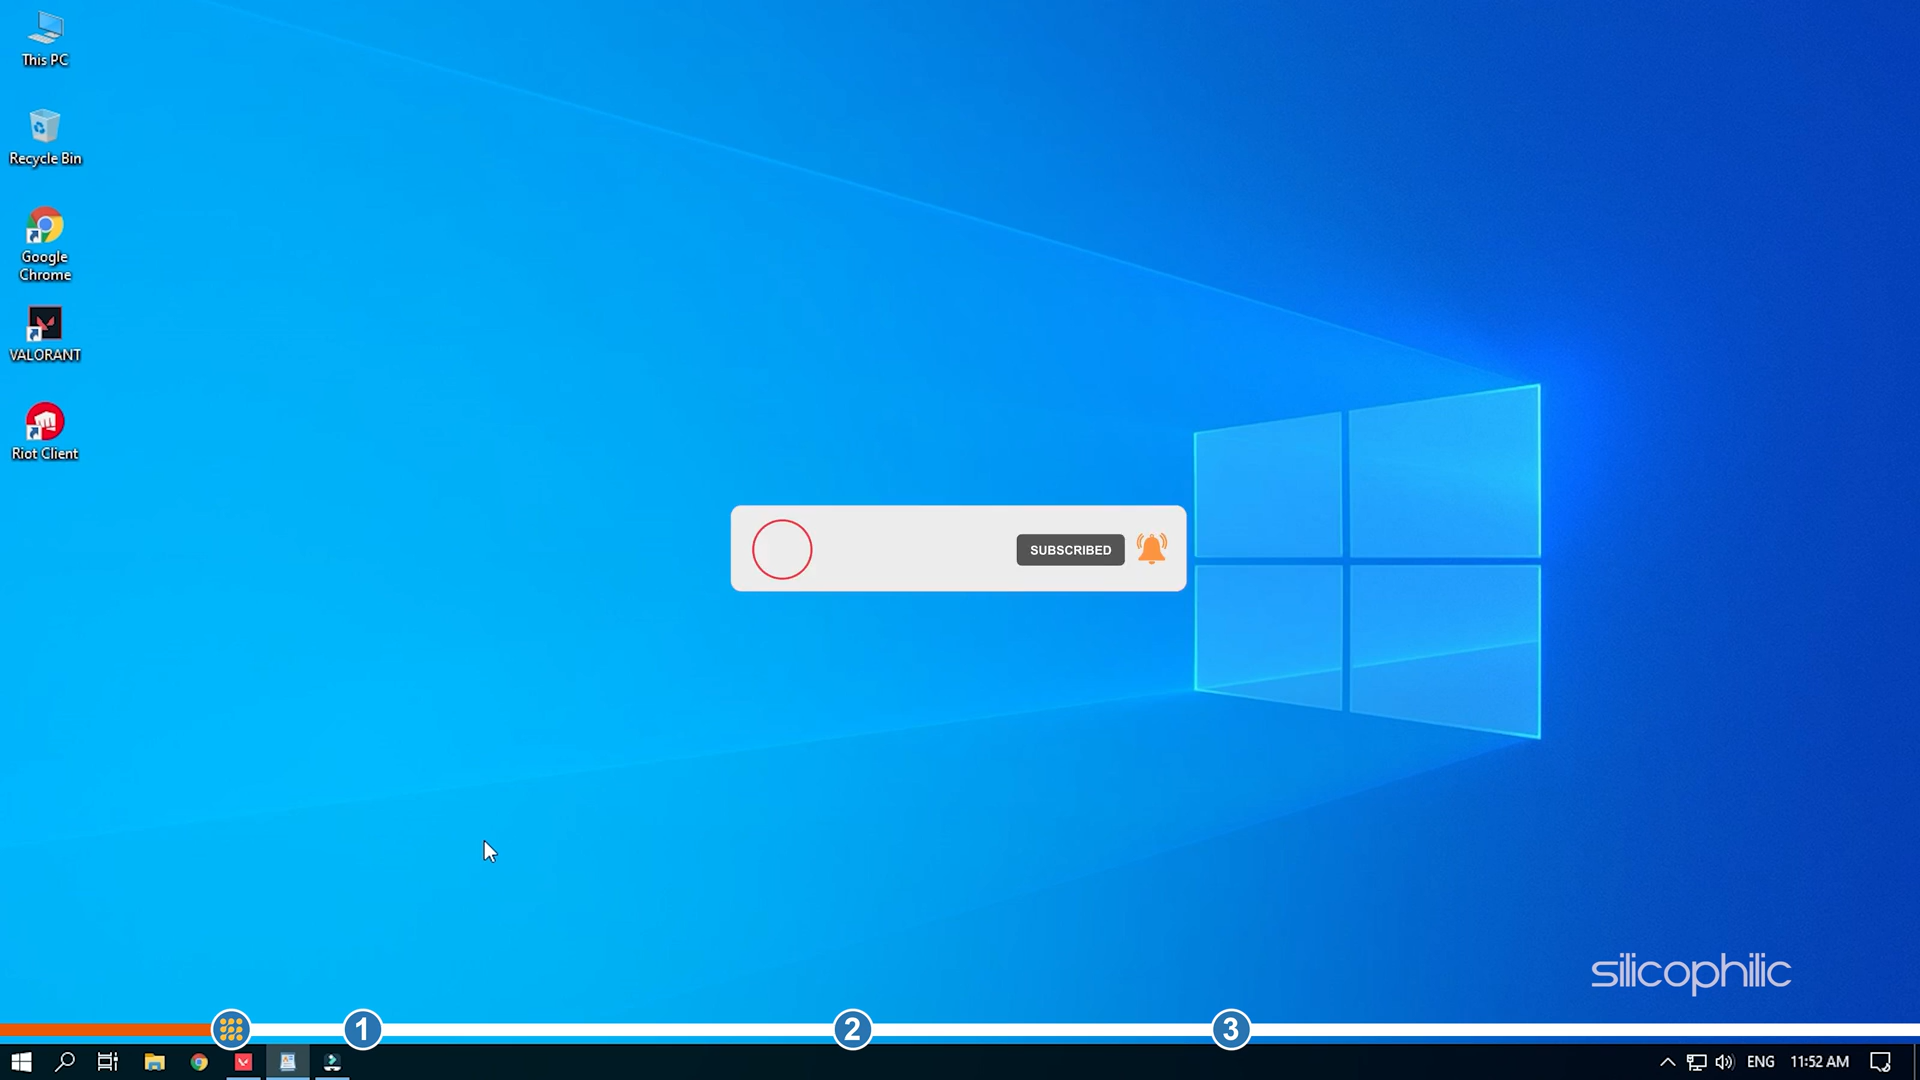 This PC
Recycle Bin
Google
Chrome
VALORANT
Riot Client
SUBSCRIBED
silicophilic
1 2 3
ENG 11:52 AM